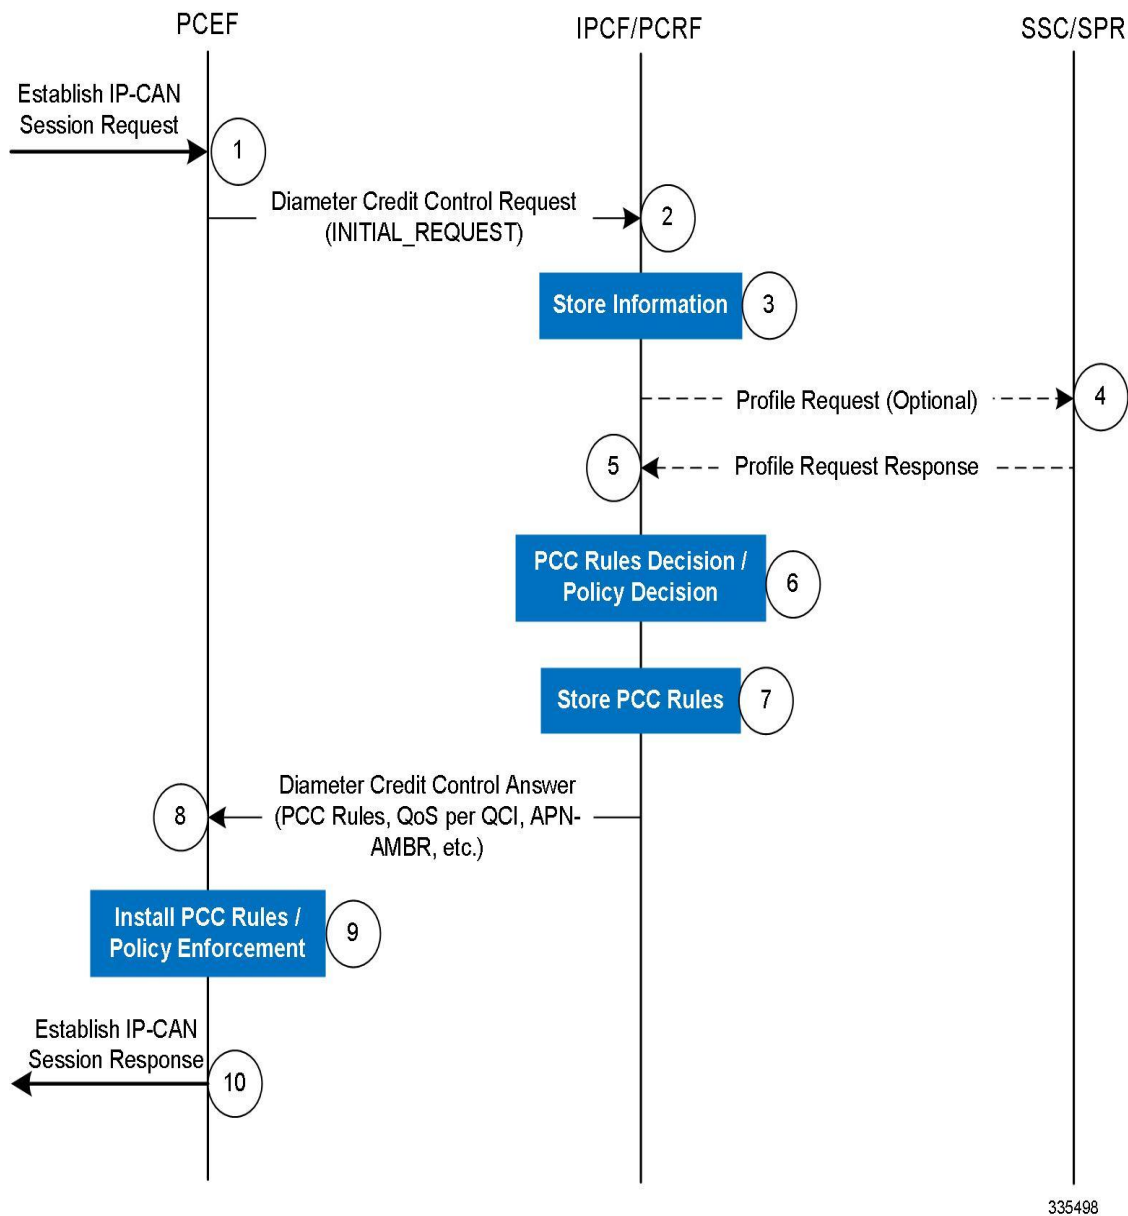 PCEF
IPCF/PCRF
SSC/SPR
Establish IP-CAN
Session Request
1
Diameter Credit Control Request
(INITIAL_REQUEST)
2
Store Information
3
Profile Request (Optional)
4
5
Profile Request Response
PCC Rules Decision /
Policy Decision
6
Store PCC Rules
7
8
Diameter Credit Control Answer
(PCC Rules, QoS per QCI, APN-
AMBR, etc.)
Install PCC Rules /
Policy Enforcement
9
Establish IP-CAN
Session Response
10
335498